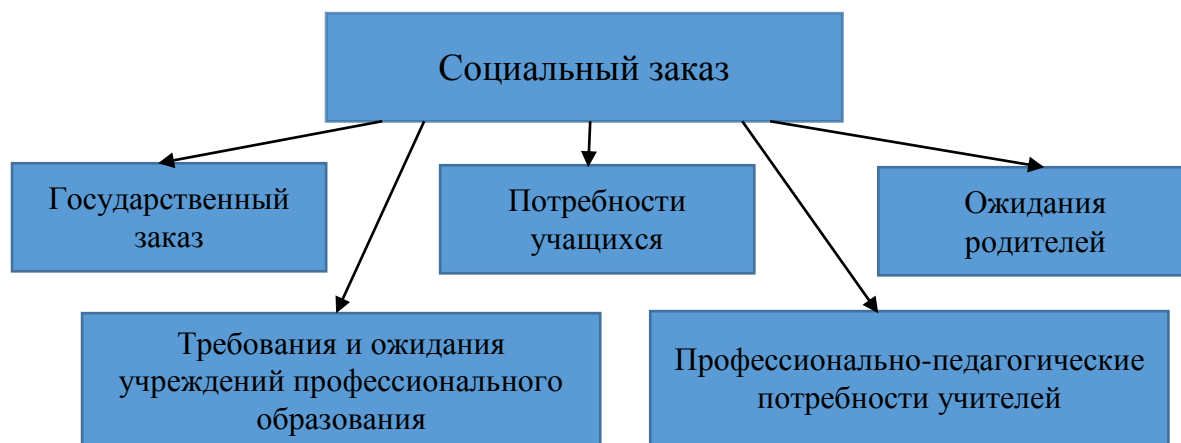 Социальный заказ
Государственный
заказ
Потребности
учащихся
Ожидания
родителей
Требования и ожидания
учреждений профессионального
образования
Профессионально-педагогические
потребности учителей